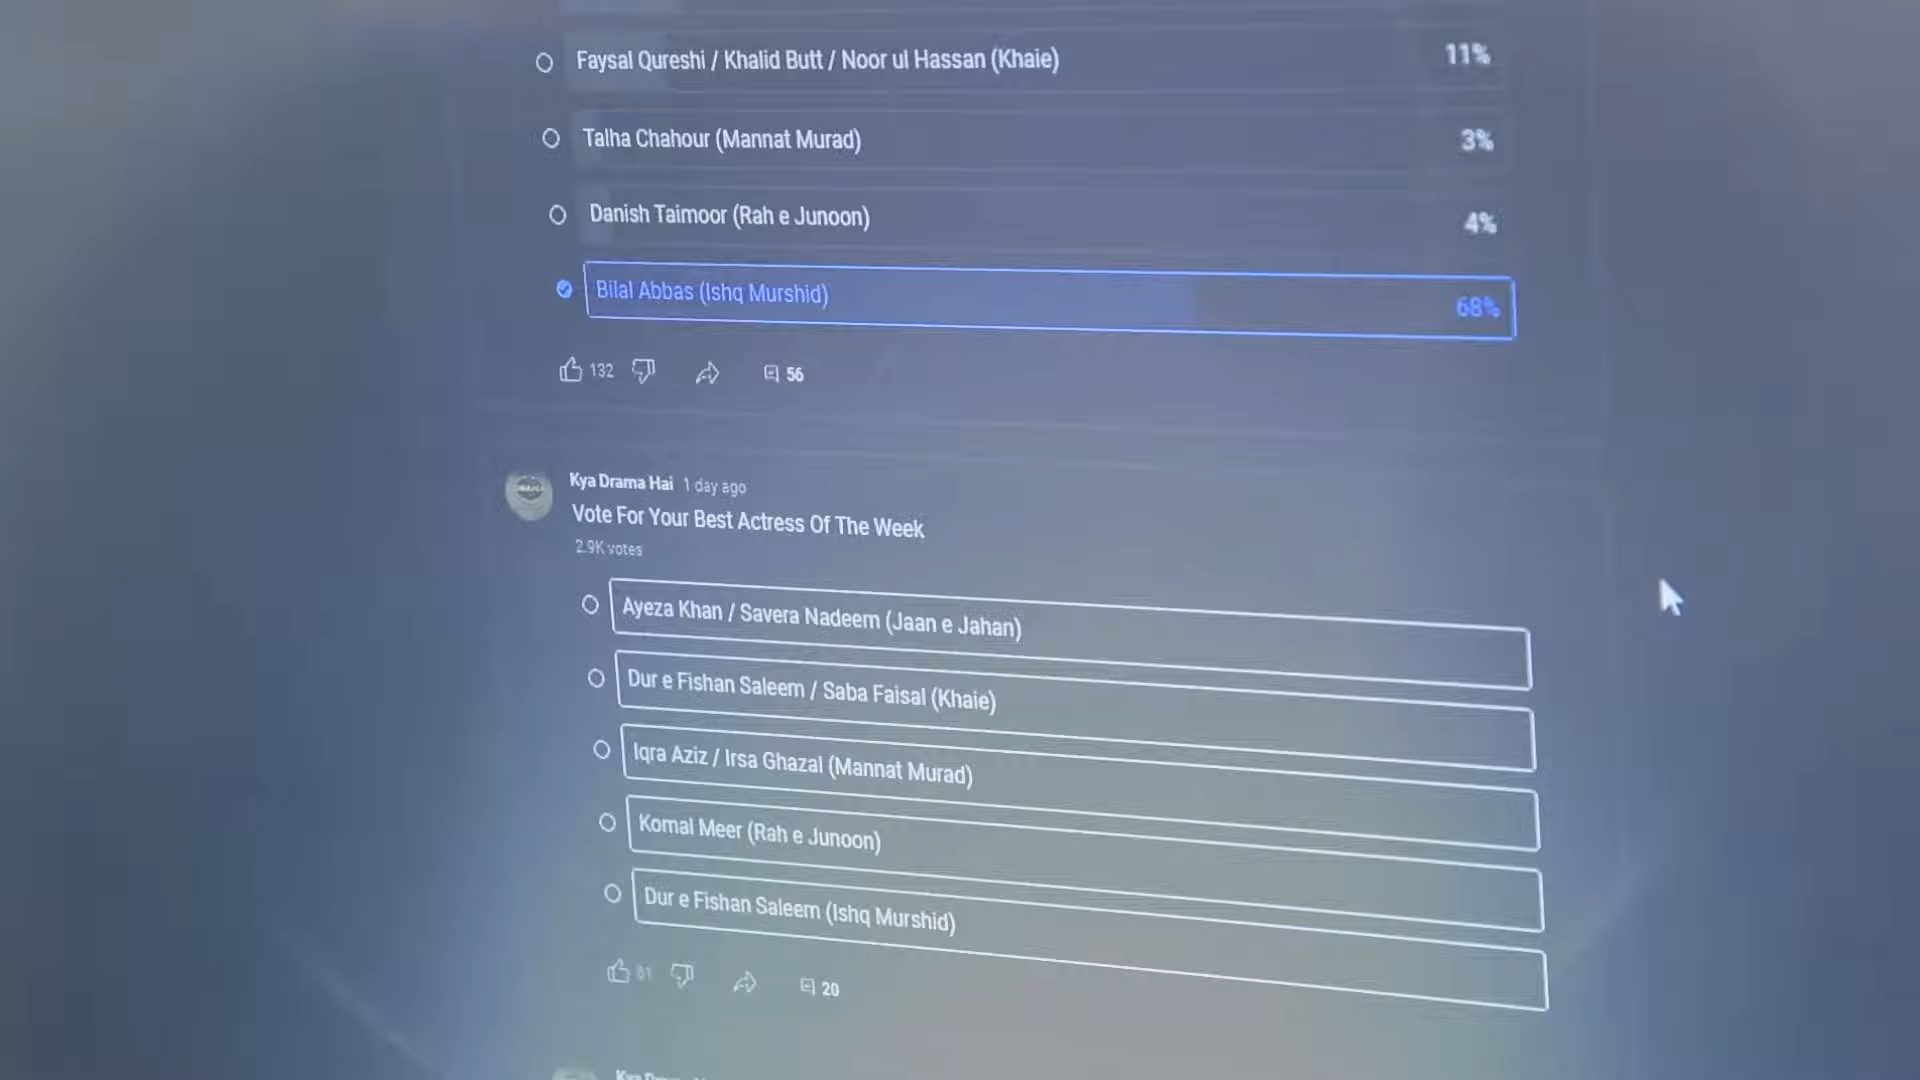 Faysal Qureshi / Khalid Butt / Noor ul Hassan (Khaie) 11%
Talha Chahour (Mannat Murad) 3%
Danish Taimoor (Rah e Junoon) 4%
Bilal Abbas (Ishq Murshid) 68%
132 56
Kya Drama Hai 1 day ago
Vote For Your Best Actress Of The Week
2.9K votes
Ayeza Khan / Savera Nadeem (Jaan e Jahan)
Dur e Fishan Saleem / Saba Faisal (Khaie)
Iqra Aziz / Irsa Ghazal (Mannat Murad)
Komal Meer (Rah e Junoon)
Dur e Fishan Saleem (Ishq Murshid)
20